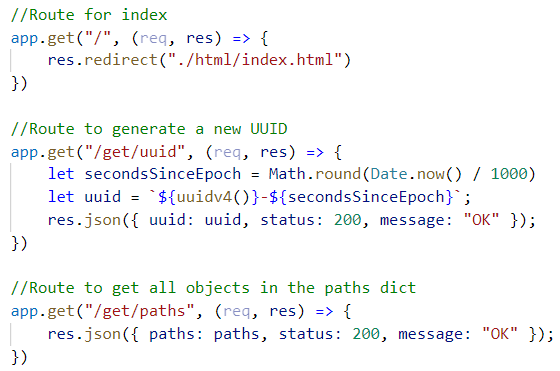 //Route for index
app.get("/", (req, res) => {
    res.redirect("./html/index.html")
})

//Route to generate a new UUID
app.get("/get/uuid", (req, res) => {
    let secondsSinceEpoch = Math.round(Date.now() / 1000)
    let uuid = `${uuidv4()}-${secondsSinceEpoch}`;
    res.json({ uuid: uuid, status: 200, message: "OK" });
})

//Route to get all objects in the paths dict
app.get("/get/paths", (req, res) => {
    res.json({ paths: paths, status: 200, message: "OK" });
})